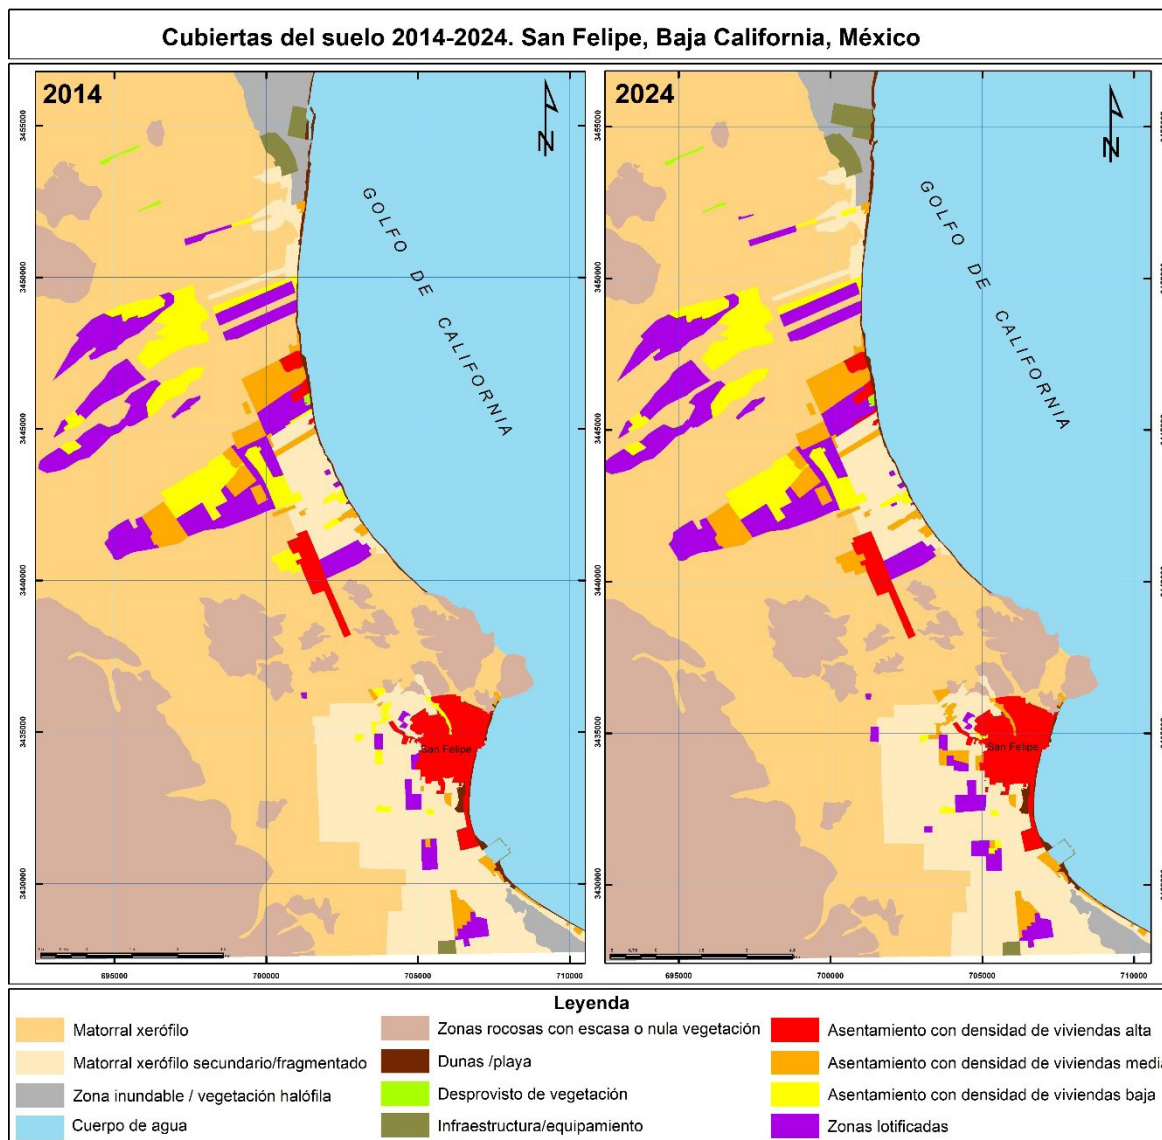 Cubiertas del suelo 2014-2024. San Felipe, Baja California, México
2014
N
GOLFO DE CALIFORNIA
San Felipe
3455000
3450000
3445000
3440000
3435000
3430000
695000
700000
705000
710000
2024
N
GOLFO DE CALIFORNIA
San Felipe
3455000
3450000
3445000
3440000
3435000
3430000
695000
700000
705000
710000
Leyenda
Matorral xerófilo
Matorral xerófilo secundario/fragmentado
Zona inundable / vegetación halófila
Cuerpo de agua
Zonas rocosas con escasa o nula vegetación
Dunas /playa
Desprovisto de vegetación
Infraestructura/equipamiento
Asentamiento con densidad de viviendas alta
Asentamiento con densidad de viviendas medi
Asentamiento con densidad de viviendas baja
Zonas lotificadas